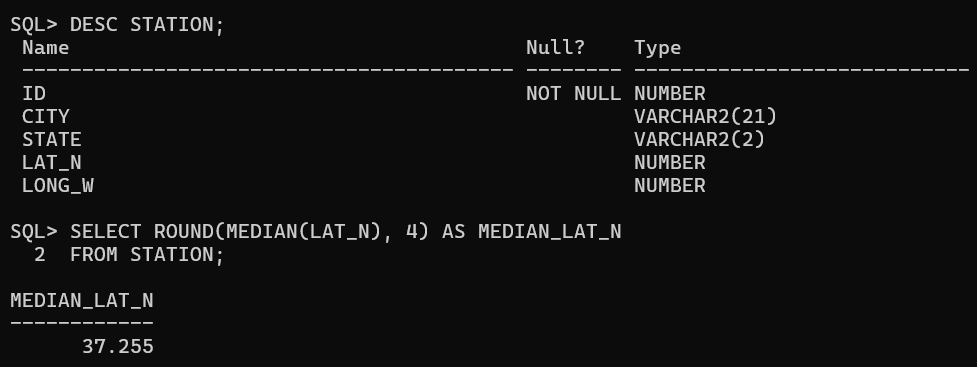 SQL> DESC STATION;
 Name                                      Null?    Type
 ----------------------------------------- -------- ----------------------------
 ID                                        NOT NULL NUMBER
 CITY                                               VARCHAR2(21)
 STATE                                              VARCHAR2(2)
 LAT_N                                              NUMBER
 LONG_W                                             NUMBER

SQL> SELECT ROUND(MEDIAN(LAT_N), 4) AS MEDIAN_LAT_N
  2  FROM STATION;

MEDIAN_LAT_N
------------
      37.255